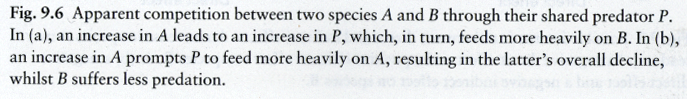 Fig. 9.6 Apparent competition between two species A and B through their shared predator P.
In (a), an increase in A leads to an increase in P, which, in turn, feeds more heavily on B. In (b),
an increase in A prompts P to feed more heavily on A, resulting in the latter's overall decline,
whilst B suffers less predation.